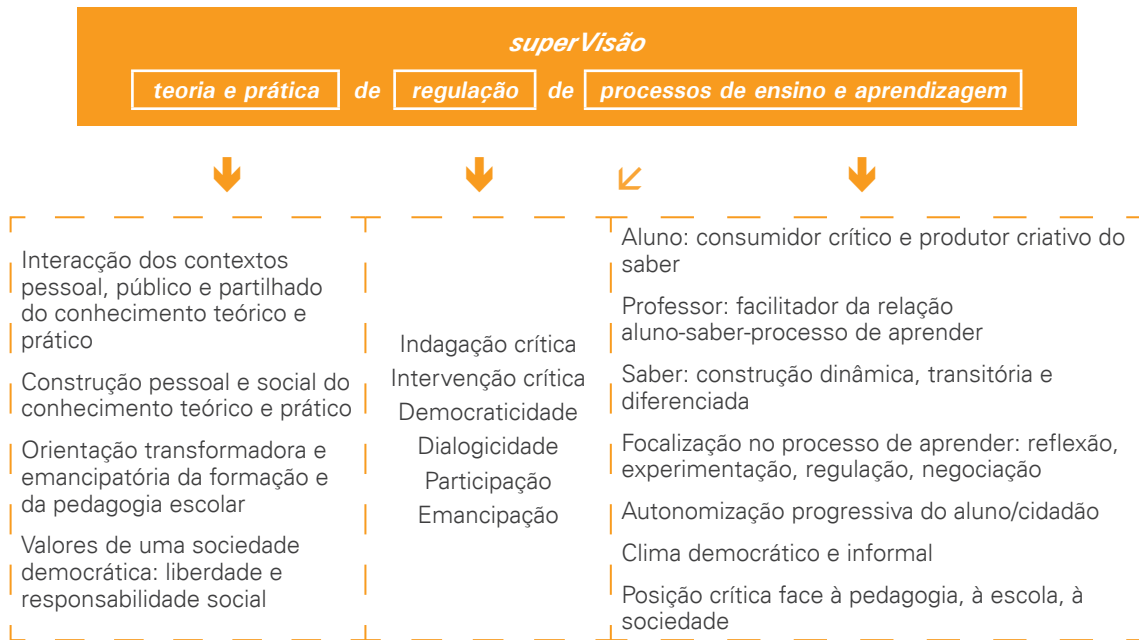 superVisão
teoria e prática de regulação de processos de ensino e aprendizagem
Interacção dos contextos
pessoal, público e partilhado
do conhecimento teórico e
prático
Construção pessoal e social do
conhecimento teórico e prático
Orientação transformadora e
emancipatória da formação e
da pedagogia escolar
Valores de uma sociedade
democrática: liberdade e
responsabilidade social
Indagação crítica
Intervenção crítica
Democraticidade
Dialogicidade
Participação
Emancipação
Aluno: consumidor crítico e produtor criativo do
saber
Professor: facilitador da relação
aluno-saber-processo de aprender
Saber: construção dinâmica, transitória e
diferenciada
Focalização no processo de aprender: reflexão,
experimentação, regulação, negociação
Autonomização progressiva do aluno/cidadão
Clima democrático e informal
Posição crítica face à pedagogia, à escola, à
sociedade